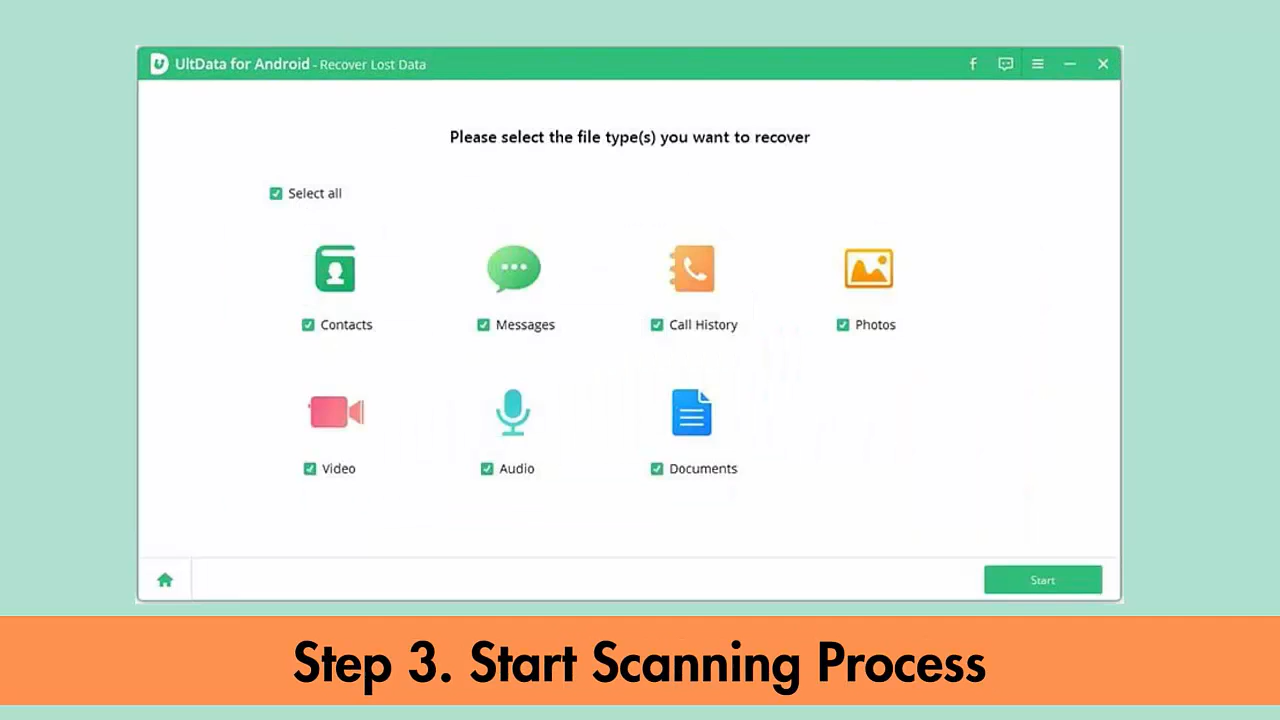 UltData for Android - Recover Lost Data
Please select the file type(s) you want to recover
Select all
Contacts
Messages
Call History
Photos
Video
Audio
Documents
Start
Step 3. Start Scanning Process